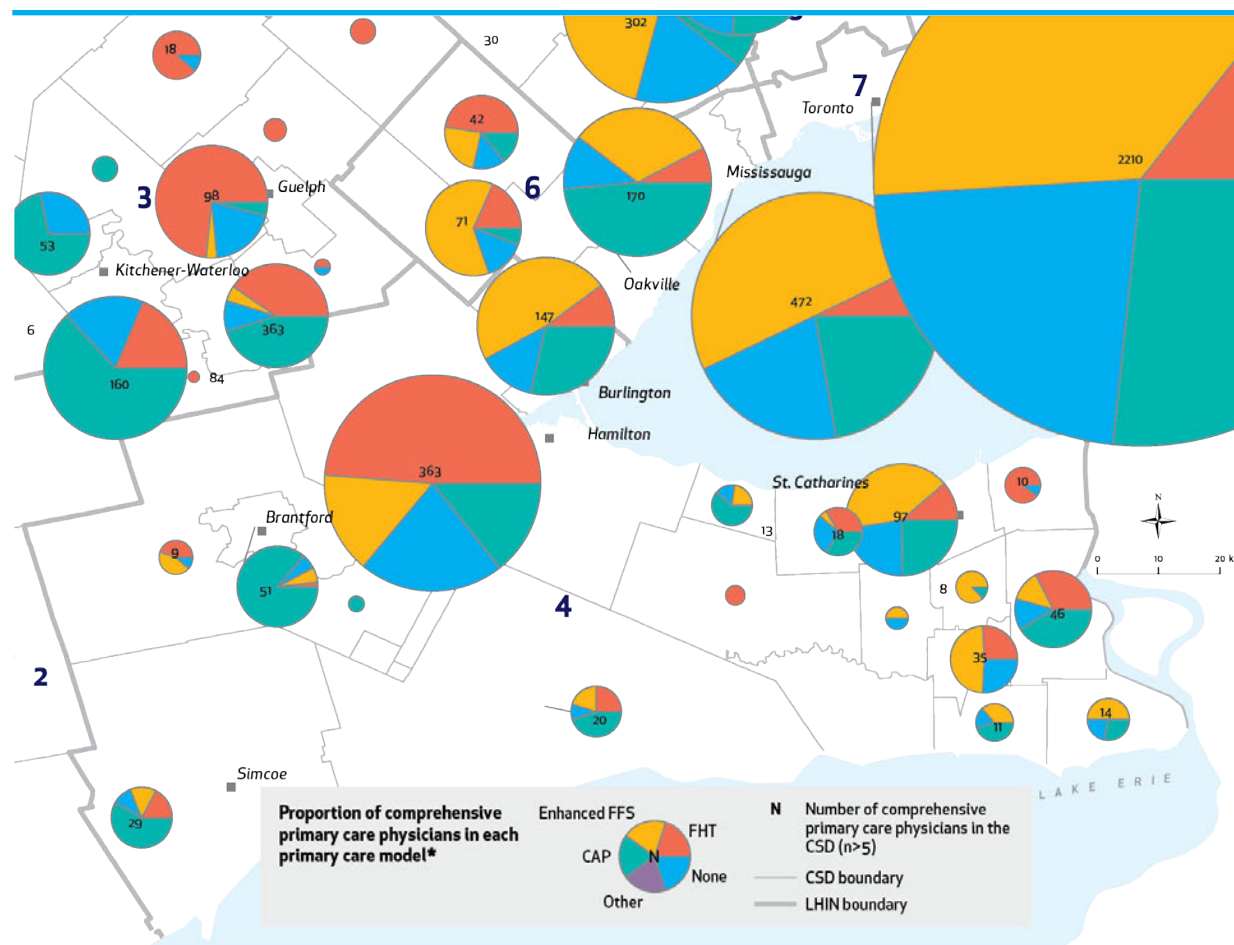 302
30
18
7
Toronto
42
2210
Mississauga
170
6
Guelph
98
3
71
53
Kitchener-Waterloo
Oakville
472
147
6
363
160
84
Burlington
Hamilton
363
St. Catharines
10
97
N
13
18
Brantford
9
0 10 20 k
51
8
46
4
35
2
20
14
11
LAKE ERIE
Simcoe
29
Proportion of comprehensive
primary care physicians in each
primary care model*
Enhanced FFS
FHT
CAP
N
None
Other
N Number of comprehensive
primary care physicians in the
CSD (n>5)
CSD boundary
LHIN boundary